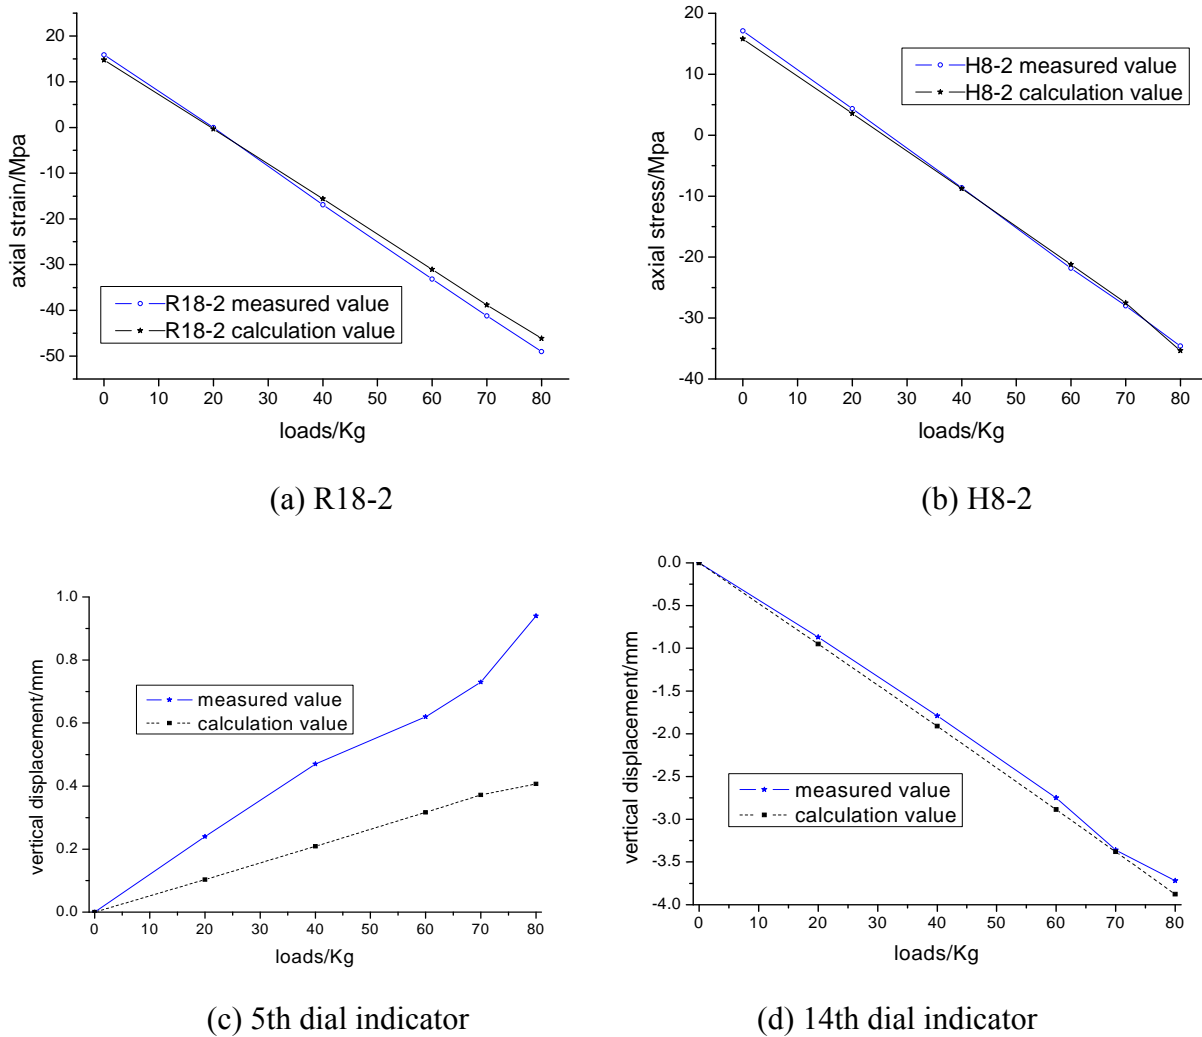 20
10
0
-10
-20
-30
-40
-50
axial strain/Mpa
R18-2 measured value
R18-2 calculation value
0 10 20 30 40 50 60 70 80
loads/Kg
(a) R18-2
20
10
0
-10
-20
-30
-40
axial stress/Mpa
H8-2 measured value
H8-2 calculation value
0 10 20 30 40 50 60 70 80
loads/Kg
(b) H8-2
1.0
0.8
0.6
0.4
0.2
0.0
vertical displacement/mm
measured value
calculation value
0 10 20 30 40 50 60 70 80
loads/Kg
(c) 5th dial indicator
0.0
-0.5
-1.0
-1.5
-2.0
-2.5
-3.0
-3.5
-4.0
vertical displacement/mm
measured value
calculation value
0 10 20 30 40 50 60 70 80
loads/Kg
(d) 14th dial indicator